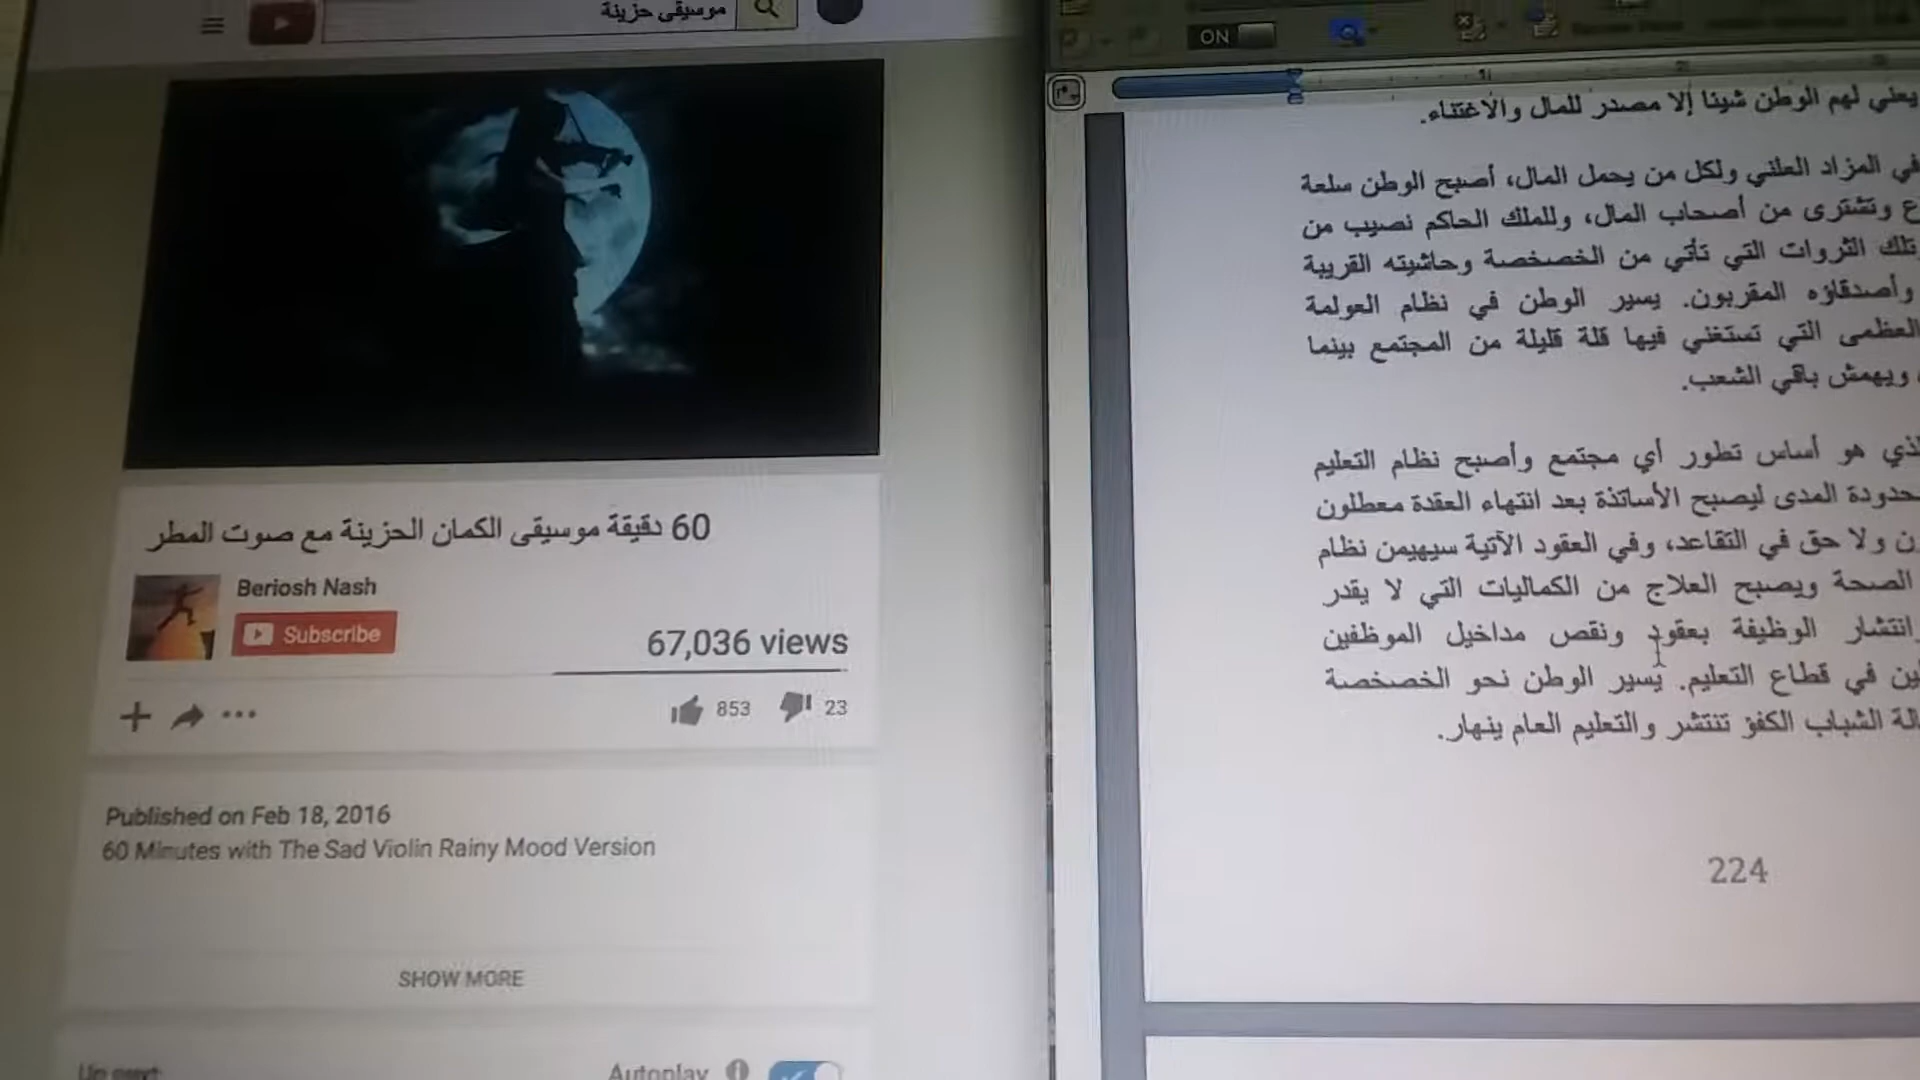 موسيقى حزينة
60 دقيقة موسيقى الكمان الحزينة مع صوت المطر
Beriosh Nash
Subscribe
67,036 views
853
23
Published on Feb 18, 2016
60 Minutes with The Sad Violin Rainy Mood Version
SHOW MORE
Up next
Autoplay
ON
يعني لهم الوطن شيئا إلا مصدر للمال والاغتناء.
في المزاد العلني ولكل من يحمل المال، أصبح الوطن سلعة
وتشترى من أصحاب المال، وللملك الحاكم نصيب من
تلك الثروات التي تأتي من الخصخصة وحاشيته القريبة
وأصدقاؤه المقربون. يسير الوطن في نظام العولمة
العظمى التي تستغني فيها قلة قليلة من المجتمع بينما
ويهمش باقي الشعب.
هو أساس تطور أي مجتمع وأصبح نظام التعليم
المدى ليصبح الأساتذة بعد انتهاء العقدة معطلون
ولا حق في التقاعد، وفي العقود الآتية سيهيمن نظام
الصحة ويصبح العلاج من الكماليات التي لا يقدر
انتشار الوظيفة بعقود ونقص مداخيل الموظفين
في قطاع التعليم. يسير الوطن نحو الخصخصة
الشباب الكفؤ تنتشر والتعليم العام ينهار.
224